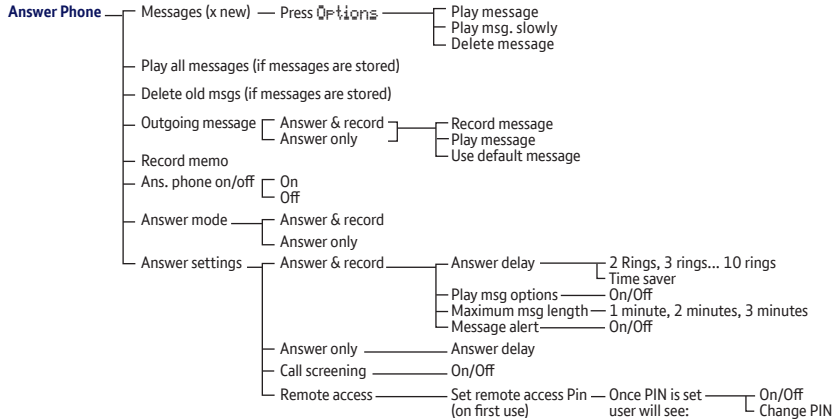 Answer Phone Messages (x new) Press Options Play message
Play msg. slowly
Delete message
Play all messages (if messages are stored)
Delete old msgs (if messages are stored)
Outgoing message Answer & record Record message
Answer only Play message
Use default message
Record memo
Ans. phone on/off On
Off
Answer mode Answer & record
Answer only
Answer settings Answer & record Answer delay 2 Rings, 3 rings... 10 rings
Time saver
Play msg options On/Off
Maximum msg length 1 minute, 2 minutes, 3 minutes
Message alert On/Off
Answer only Answer delay
Call screening On/Off
Remote access Set remote access Pin Once PIN is set On/Off
(on first use) user will see: Change PIN